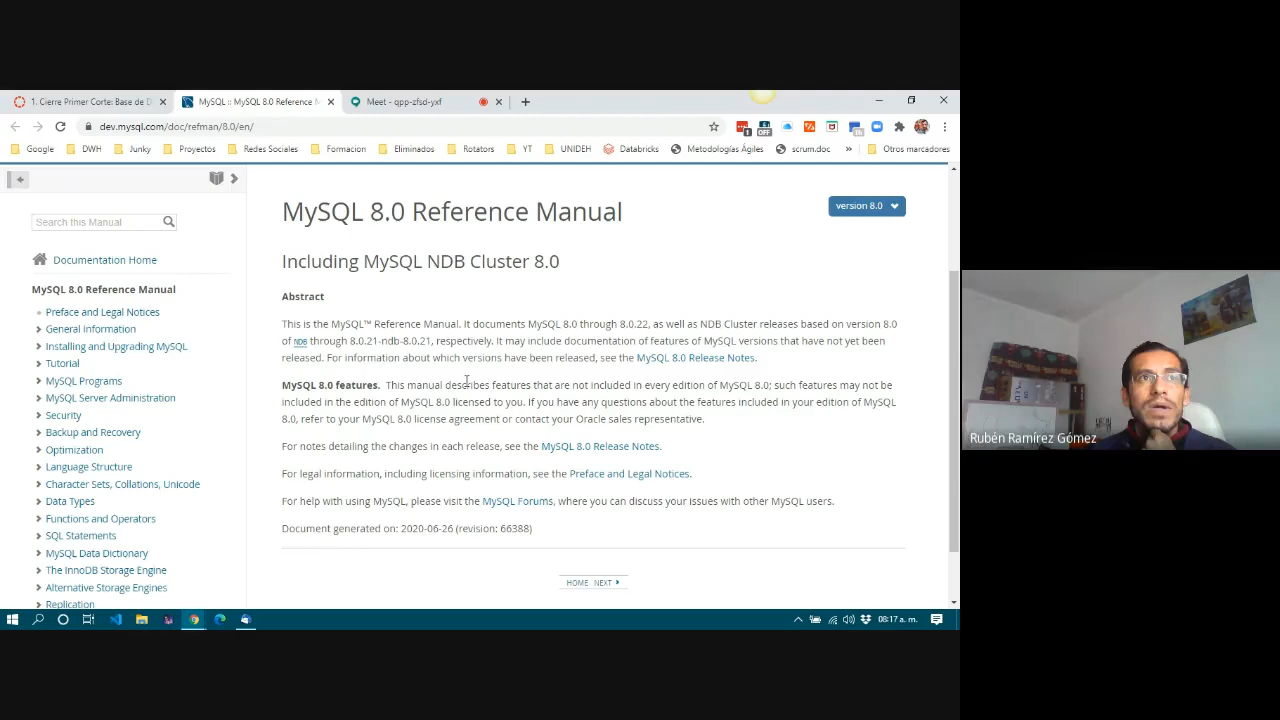 1. Cierre Primer Corte: Base de D
MySQL :: MySQL 8.0 Reference M
Meet - qpp-zfsd-yxf
dev.mysql.com/doc/refman/8.0/en/
1
OFF
Google
DWH
Junky
Proyectos
Redes Sociales
Formacion
Eliminados
Rotators
YT
UNIDEH
Databricks
Metodologías Ágiles
scrum.doc
»
Otros marcadores
Search this Manual
Documentation Home
MySQL 8.0 Reference Manual
Preface and Legal Notices
General Information
Installing and Upgrading MySQL
Tutorial
MySQL Programs
MySQL Server Administration
Security
Backup and Recovery
Optimization
Language Structure
Character Sets, Collations, Unicode
Data Types
Functions and Operators
SQL Statements
MySQL Data Dictionary
The InnoDB Storage Engine
Alternative Storage Engines
Replication
MySQL 8.0 Reference Manual
version 8.0
Including MySQL NDB Cluster 8.0
Abstract
This is the MySQL™ Reference Manual. It documents MySQL 8.0 through 8.0.22, as well as NDB Cluster releases based on version 8.0
of NDB through 8.0.21-ndb-8.0.21, respectively. It may include documentation of features of MySQL versions that have not yet been
released. For information about which versions have been released, see the MySQL 8.0 Release Notes.
MySQL 8.0 features. This manual describes features that are not included in every edition of MySQL 8.0; such features may not be
included in the edition of MySQL 8.0 licensed to you. If you have any questions about the features included in your edition of MySQL
8.0, refer to your MySQL 8.0 license agreement or contact your Oracle sales representative.
For notes detailing the changes in each release, see the MySQL 8.0 Release Notes.
For legal information, including licensing information, see the Preface and Legal Notices.
For help with using MySQL, please visit the MySQL Forums, where you can discuss your issues with other MySQL users.
Document generated on: 2020-06-26 (revision: 66388)
HOME NEXT
08:17 a. m.
Rubén Ramírez Gómez